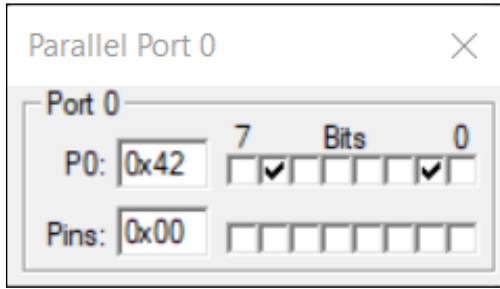 Parallel Port 0
Port 0
7 Bits 0
P0: 0x42
Pins: 0x00